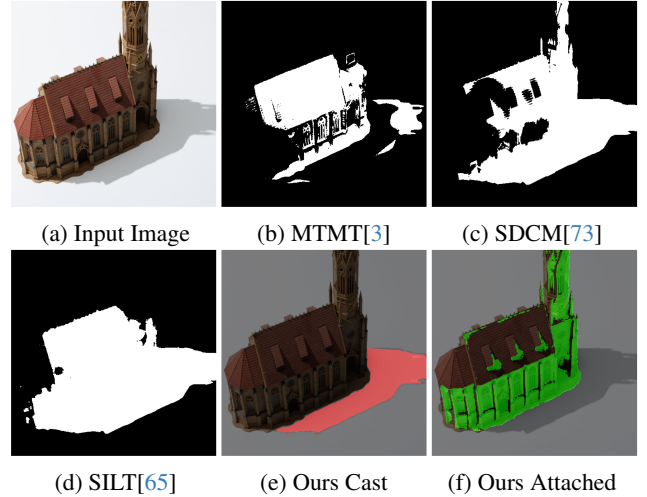 (a) Input Image
(b) MTMT[3]
(c) SDCM[73]
(d) SILT[65]
(e) Ours Cast
(f) Ours Attached